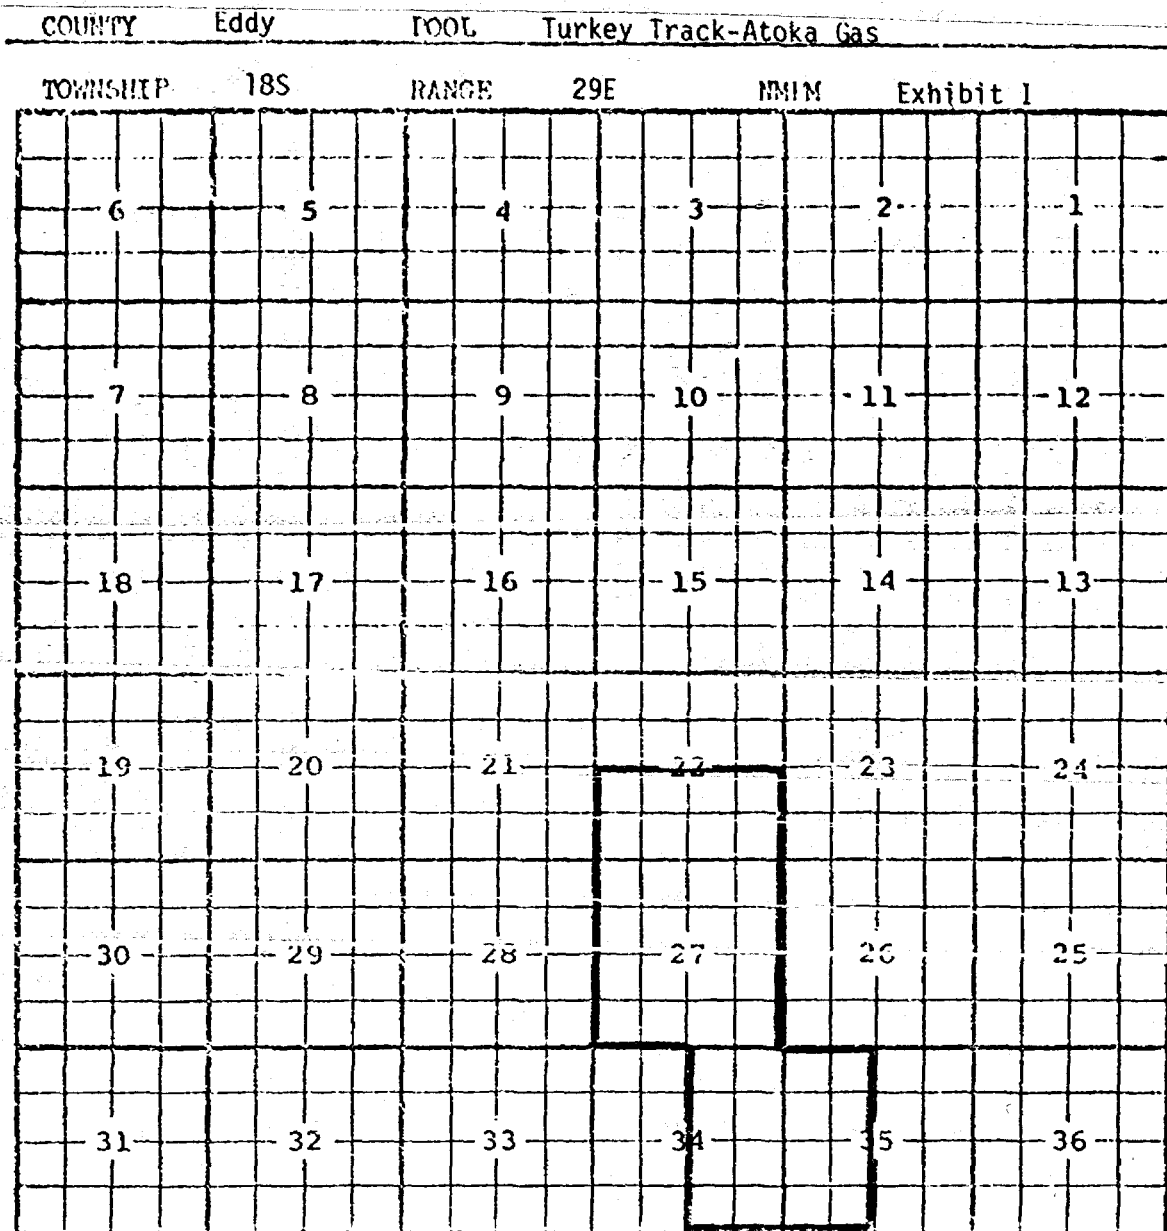 COUNTY Eddy POOL Turkey Track-Atoka Gas
TOWNSHIP 18S RANGE 29E NMPM Exhibit I
6 5 4 3 2 1
7 8 9 10 11 12
18 17 16 15 14 13
19 20 21 22 23 24
30 29 28 27 26 25
31 32 33 34 35 36